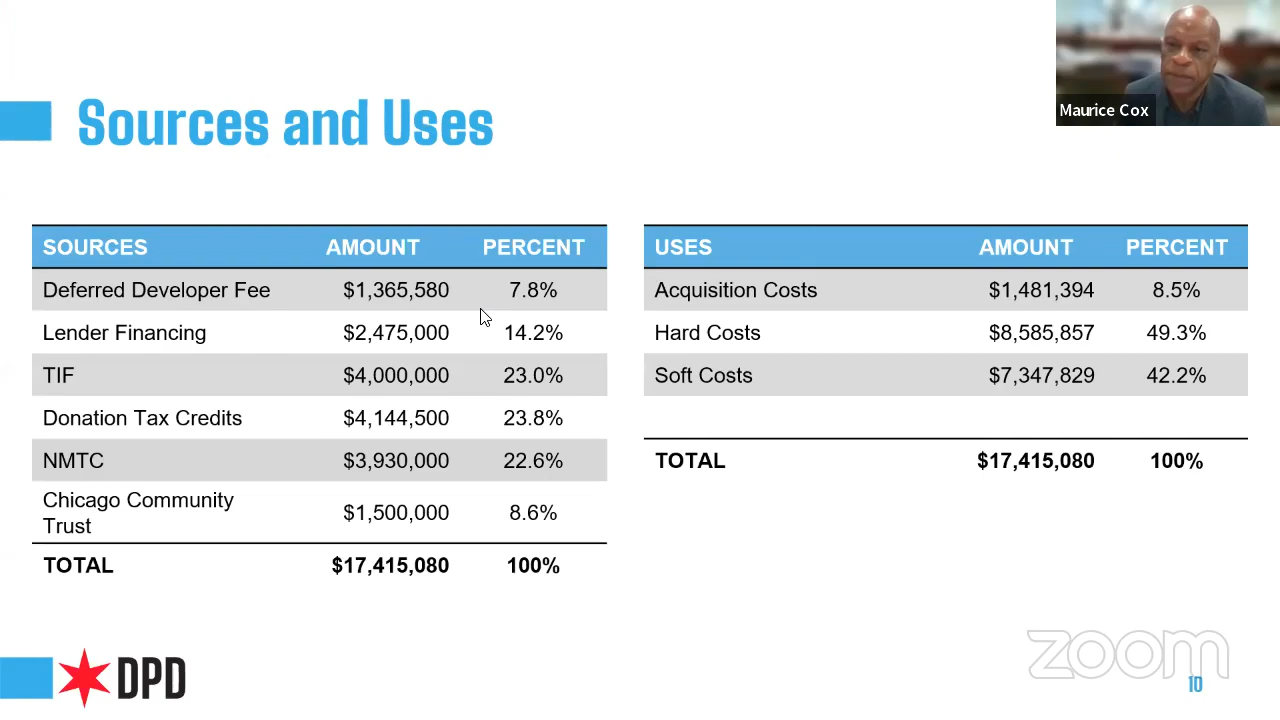 Maurice Cox
Sources and Uses
SOURCES AMOUNT PERCENT
Deferred Developer Fee $1,365,580 7.8%
Lender Financing $2,475,000 14.2%
TIF $4,000,000 23.0%
Donation Tax Credits $4,144,500 23.8%
NMTC $3,930,000 22.6%
Chicago Community
Trust $1,500,000 8.6%
TOTAL $17,415,080 100%
USES AMOUNT PERCENT
Acquisition Costs $1,481,394 8.5%
Hard Costs $8,585,857 49.3%
Soft Costs $7,347,829 42.2%
TOTAL $17,415,080 100%
DPD
zoom
10